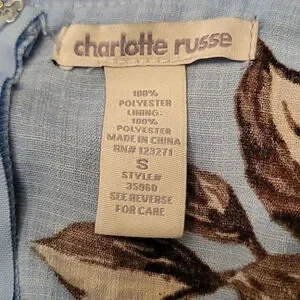 charlotte russe
100%
POLYESTER
LINING:
100%
POLYESTER
MADE IN CHINA
RN# 123271
S
STYLE#
35960
SEE REVERSE
FOR CARE